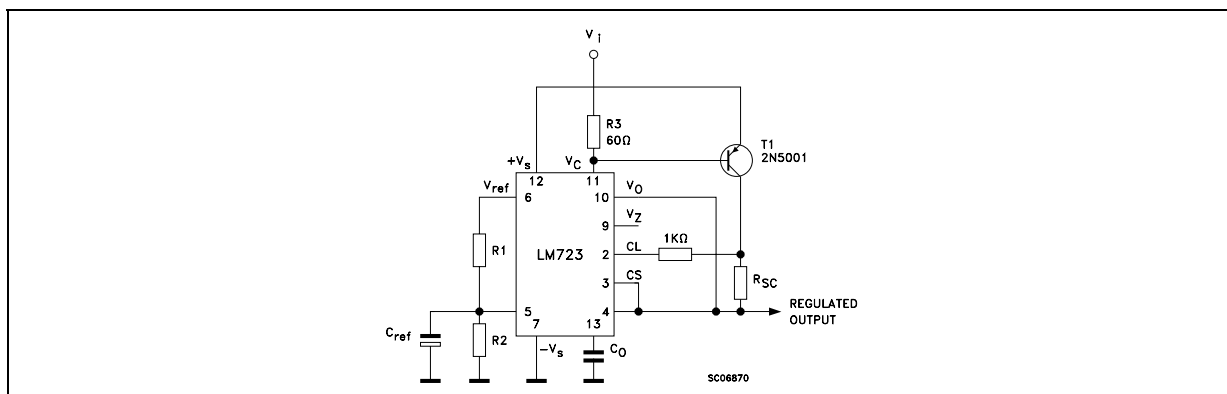 V i
R3
60Ω
T1
2N5001
+Vs
VC
12
11
Vref
6
10
VO
9
VZ
R1
LM723
2
CL
1KΩ
3
CS
RSC
REGULATED
OUTPUT
5
4
7
13
Cref
R2
-Vs
CO
SC06870